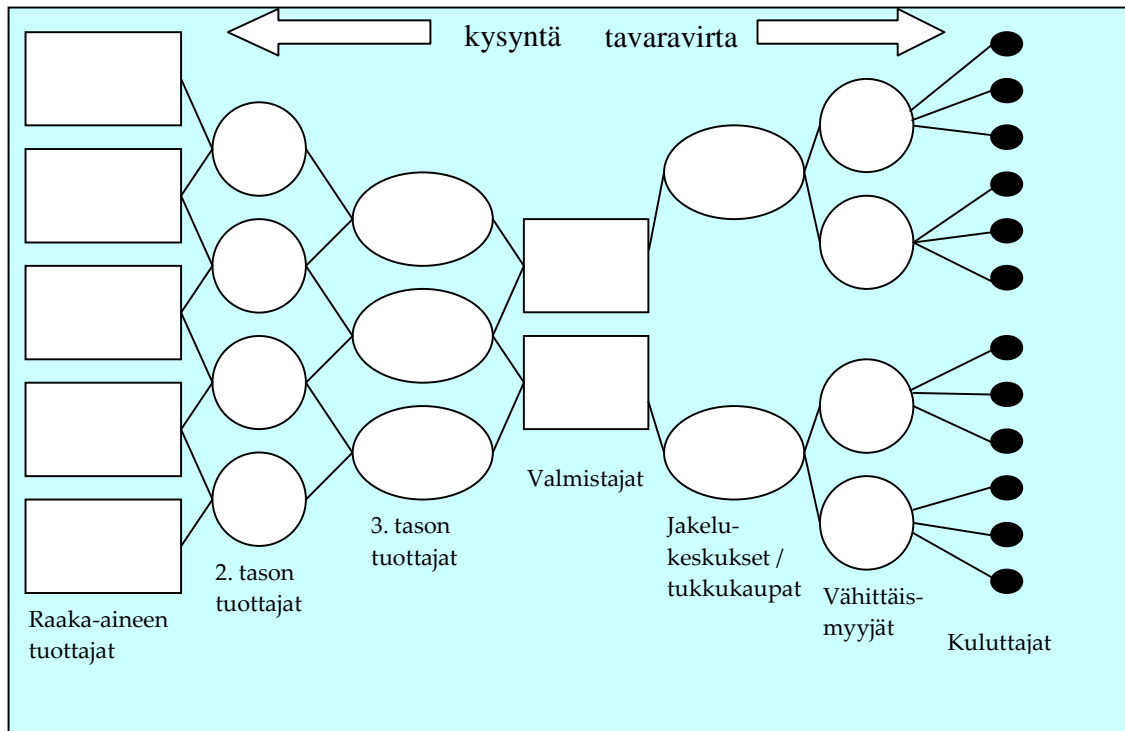 kysyntä tavaravirta
Raaka-aineen
tuottajat
2. tason
tuottajat
3. tason
tuottajat
Valmistajat
Jakelu-
keskukset /
tukkukaupat
Vähittäis-
myyjät
Kuluttajat